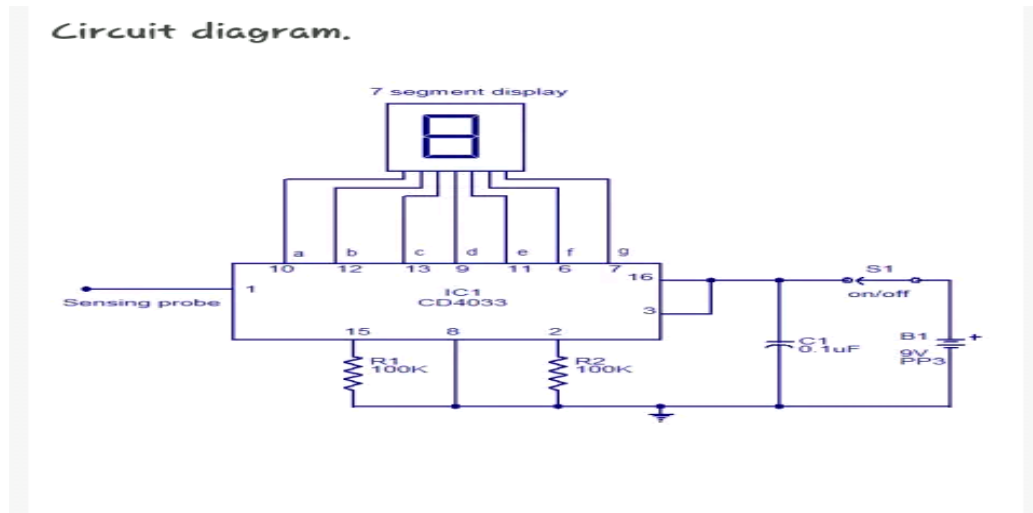 Circuit diagram.
7 segment display
a b c d e f g
10 12 13 9 11 6 7
16
S1
1
Sensing probe
IC1
CD4033
on/off
3
15 8 2
R1
100K
R2
100K
C1
0.1uF
B1
+
9V
PP3